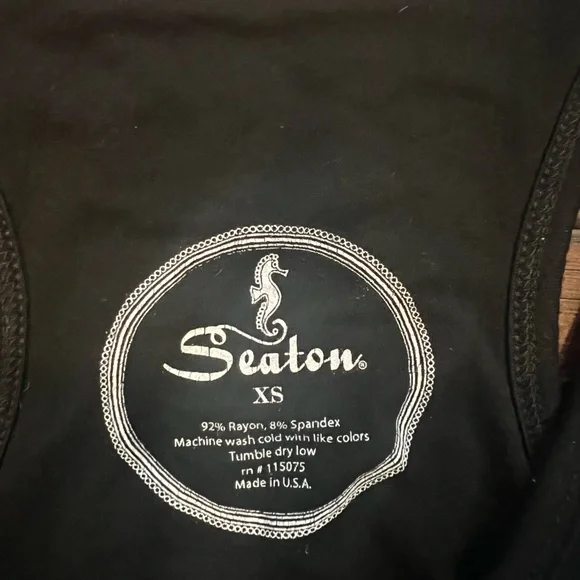 Seaton®
XS
92% Rayon, 8% Spandex
Machine wash cold with like colors
Tumble dry low
rn # 115075
Made in U.S.A.